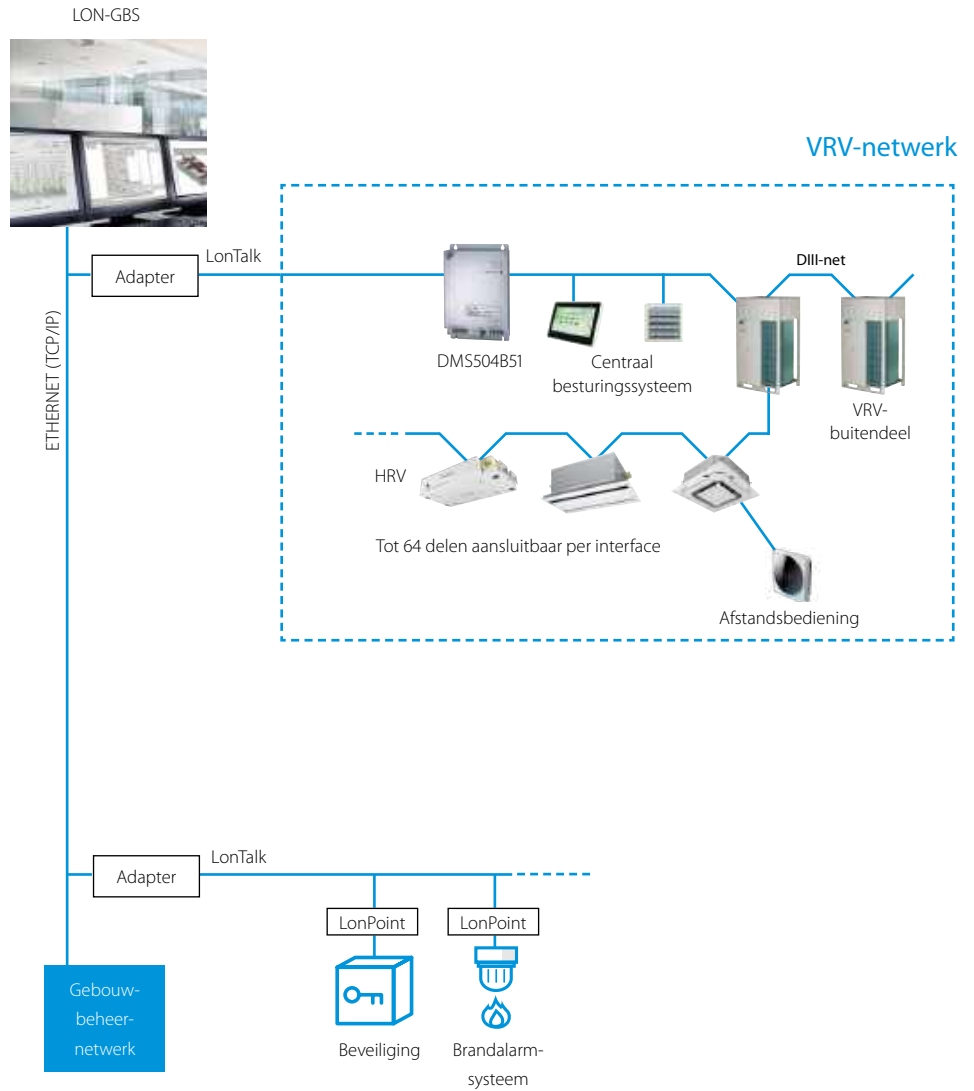 LON-GBS
VRV-netwerk
LonTalk
Adapter
DIII-net
ETHERNET (TCP/IP)
DMS504B51
Centraal
besturingssysteem
VRV-
buitendeel
HRV
Tot 64 delen aansluitbaar per interface
Afstandsbediening
LonTalk
Adapter
LonPoint
LonPoint
Gebouw-
beheer-
netwerk
Beveiliging
Brandalarm-
systeem